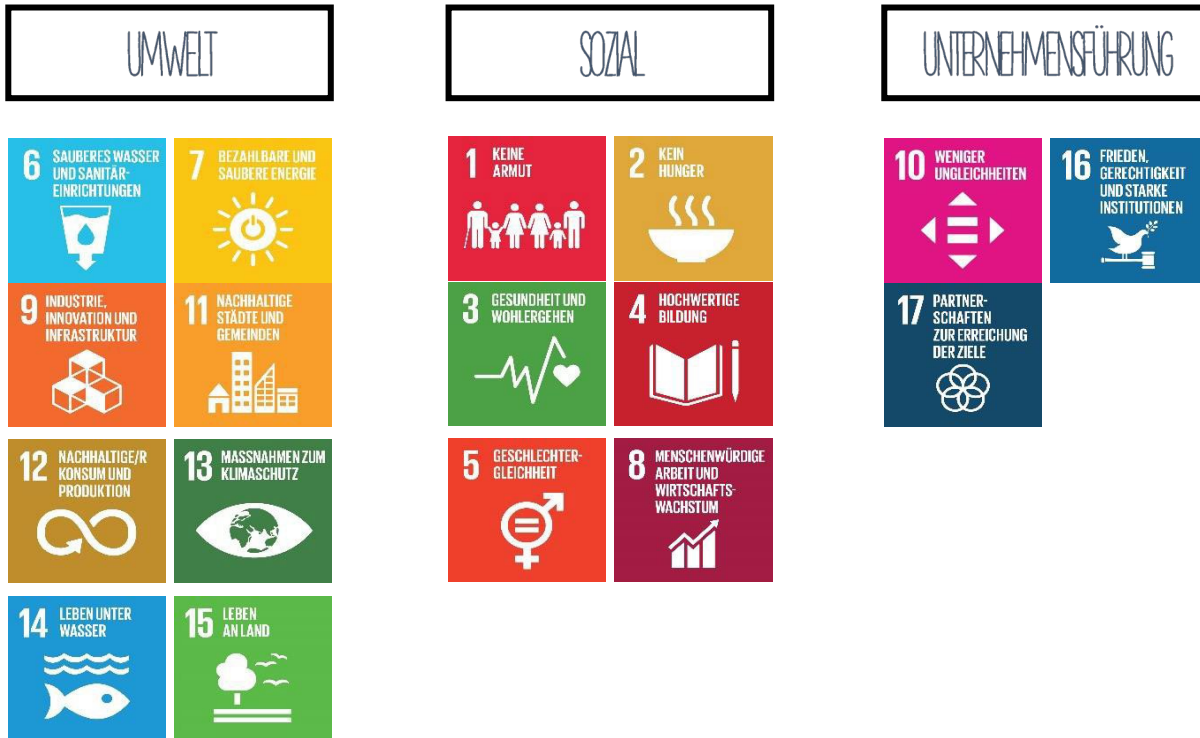 UMWELT
6 SAUBERES WASSER
UND SANITÄR-
EINRICHTUNGEN
7 BEZAHLBARE UND
SAUBERE ENERGIE
9 INDUSTRIE,
INNOVATION UND
INFRASTRUKTUR
11 NACHHALTIGE
STÄDTE UND
GEMEINDEN
12 NACHHALTIGE/R
KONSUM UND
PRODUKTION
13 MASSNAHMEN ZUM
KLIMASCHUTZ
14 LEBEN UNTER
WASSER
15 LEBEN
AN LAND
SOZIAL
1 KEINE
ARMUT
2 KEIN
HUNGER
3 GESUNDHEIT UND
WOHLERGEHEN
4 HOCHWERTIGE
BILDUNG
5 GESCHLECHTER-
GLEICHHEIT
8 MENSCHENWÜRDIGE
ARBEIT UND
WIRTSCHAFTS-
WACHSTUM
UNTERNEHMENSFÜHRUNG
10 WENIGER
UNGLEICHHEITEN
16 FRIEDEN,
GERECHTIGKEIT
UND STARKE
INSTITUTIONEN
17 PARTNER-
SCHAFTEN
ZUR ERREICHUNG
DER ZIELE